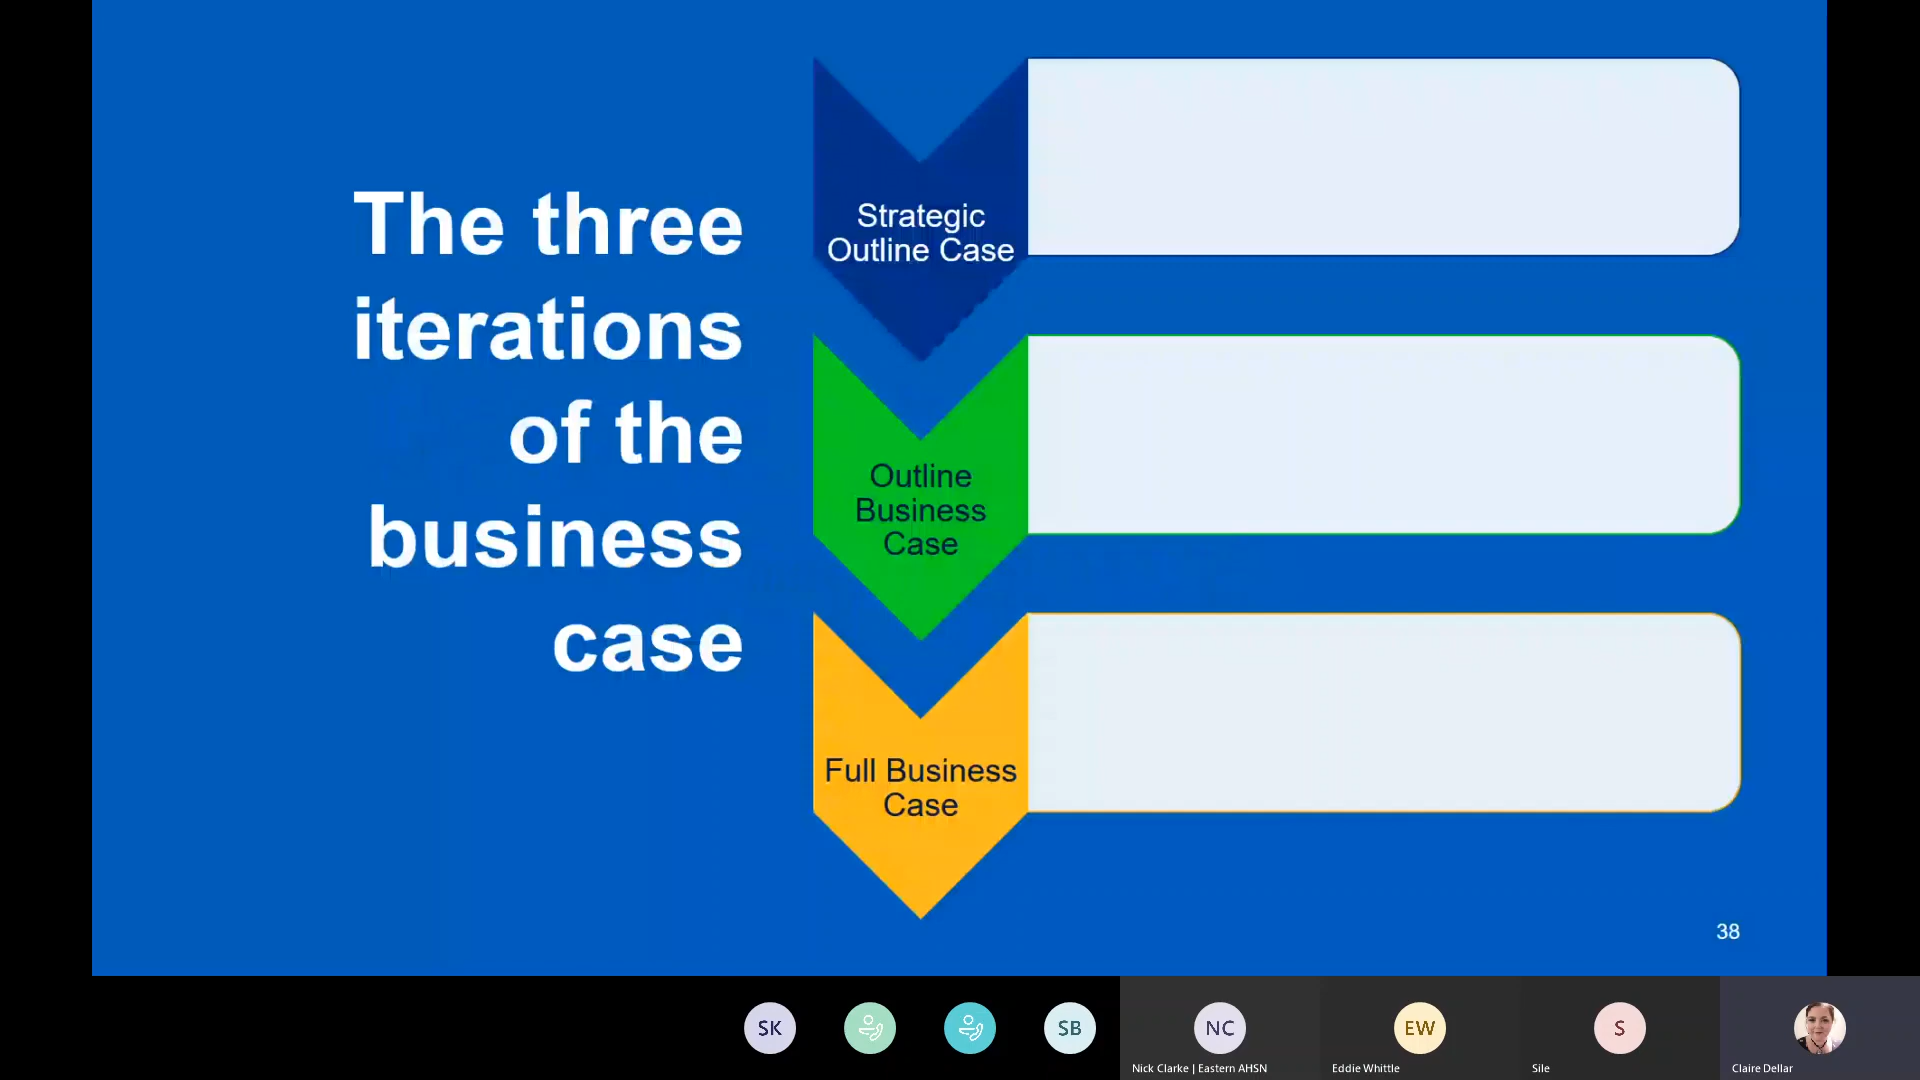 The three
iterations
of the
business
case
Strategic
Outline Case
Outline
Business
Case
Full Business
Case
38
SK
SB
NC
EW
S
Nick Clarke | Eastern AHSN
Eddie Whittle
Sile
Claire Dellar